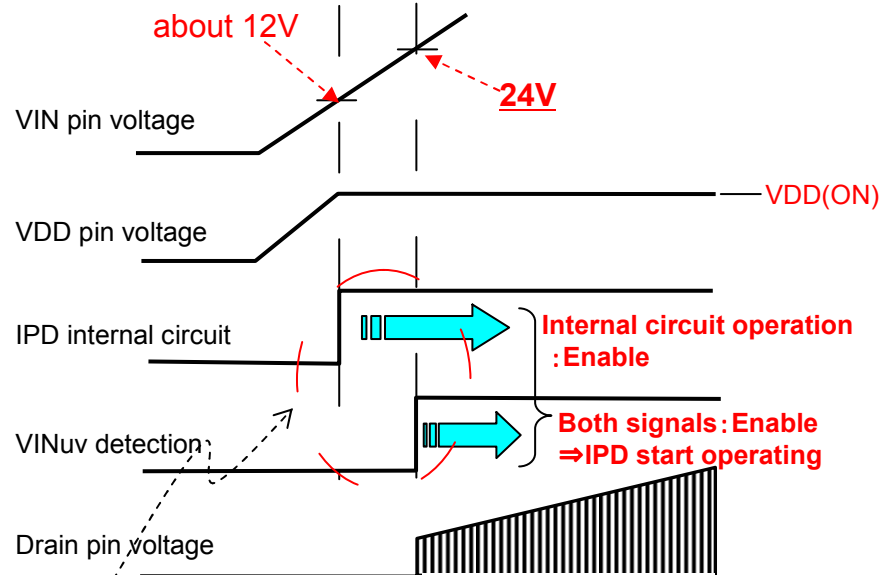 about 12V
24V
VIN pin voltage
VDD(ON)
VDD pin voltage
IPD internal circuit
Internal circuit operation
:Enable
VINuv detection
Both signals:Enable
⇒IPD start operating
Drain pin voltage